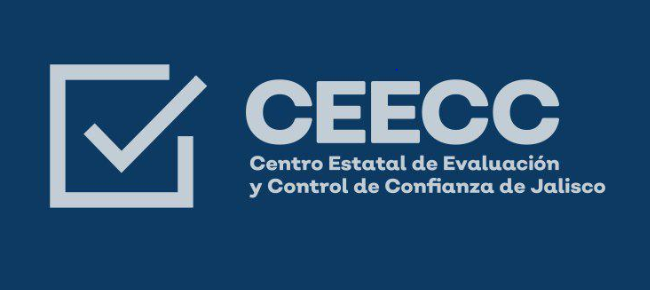 CEECC
Centro Estatal de Evaluación
y Control de Confianza de Jalisco